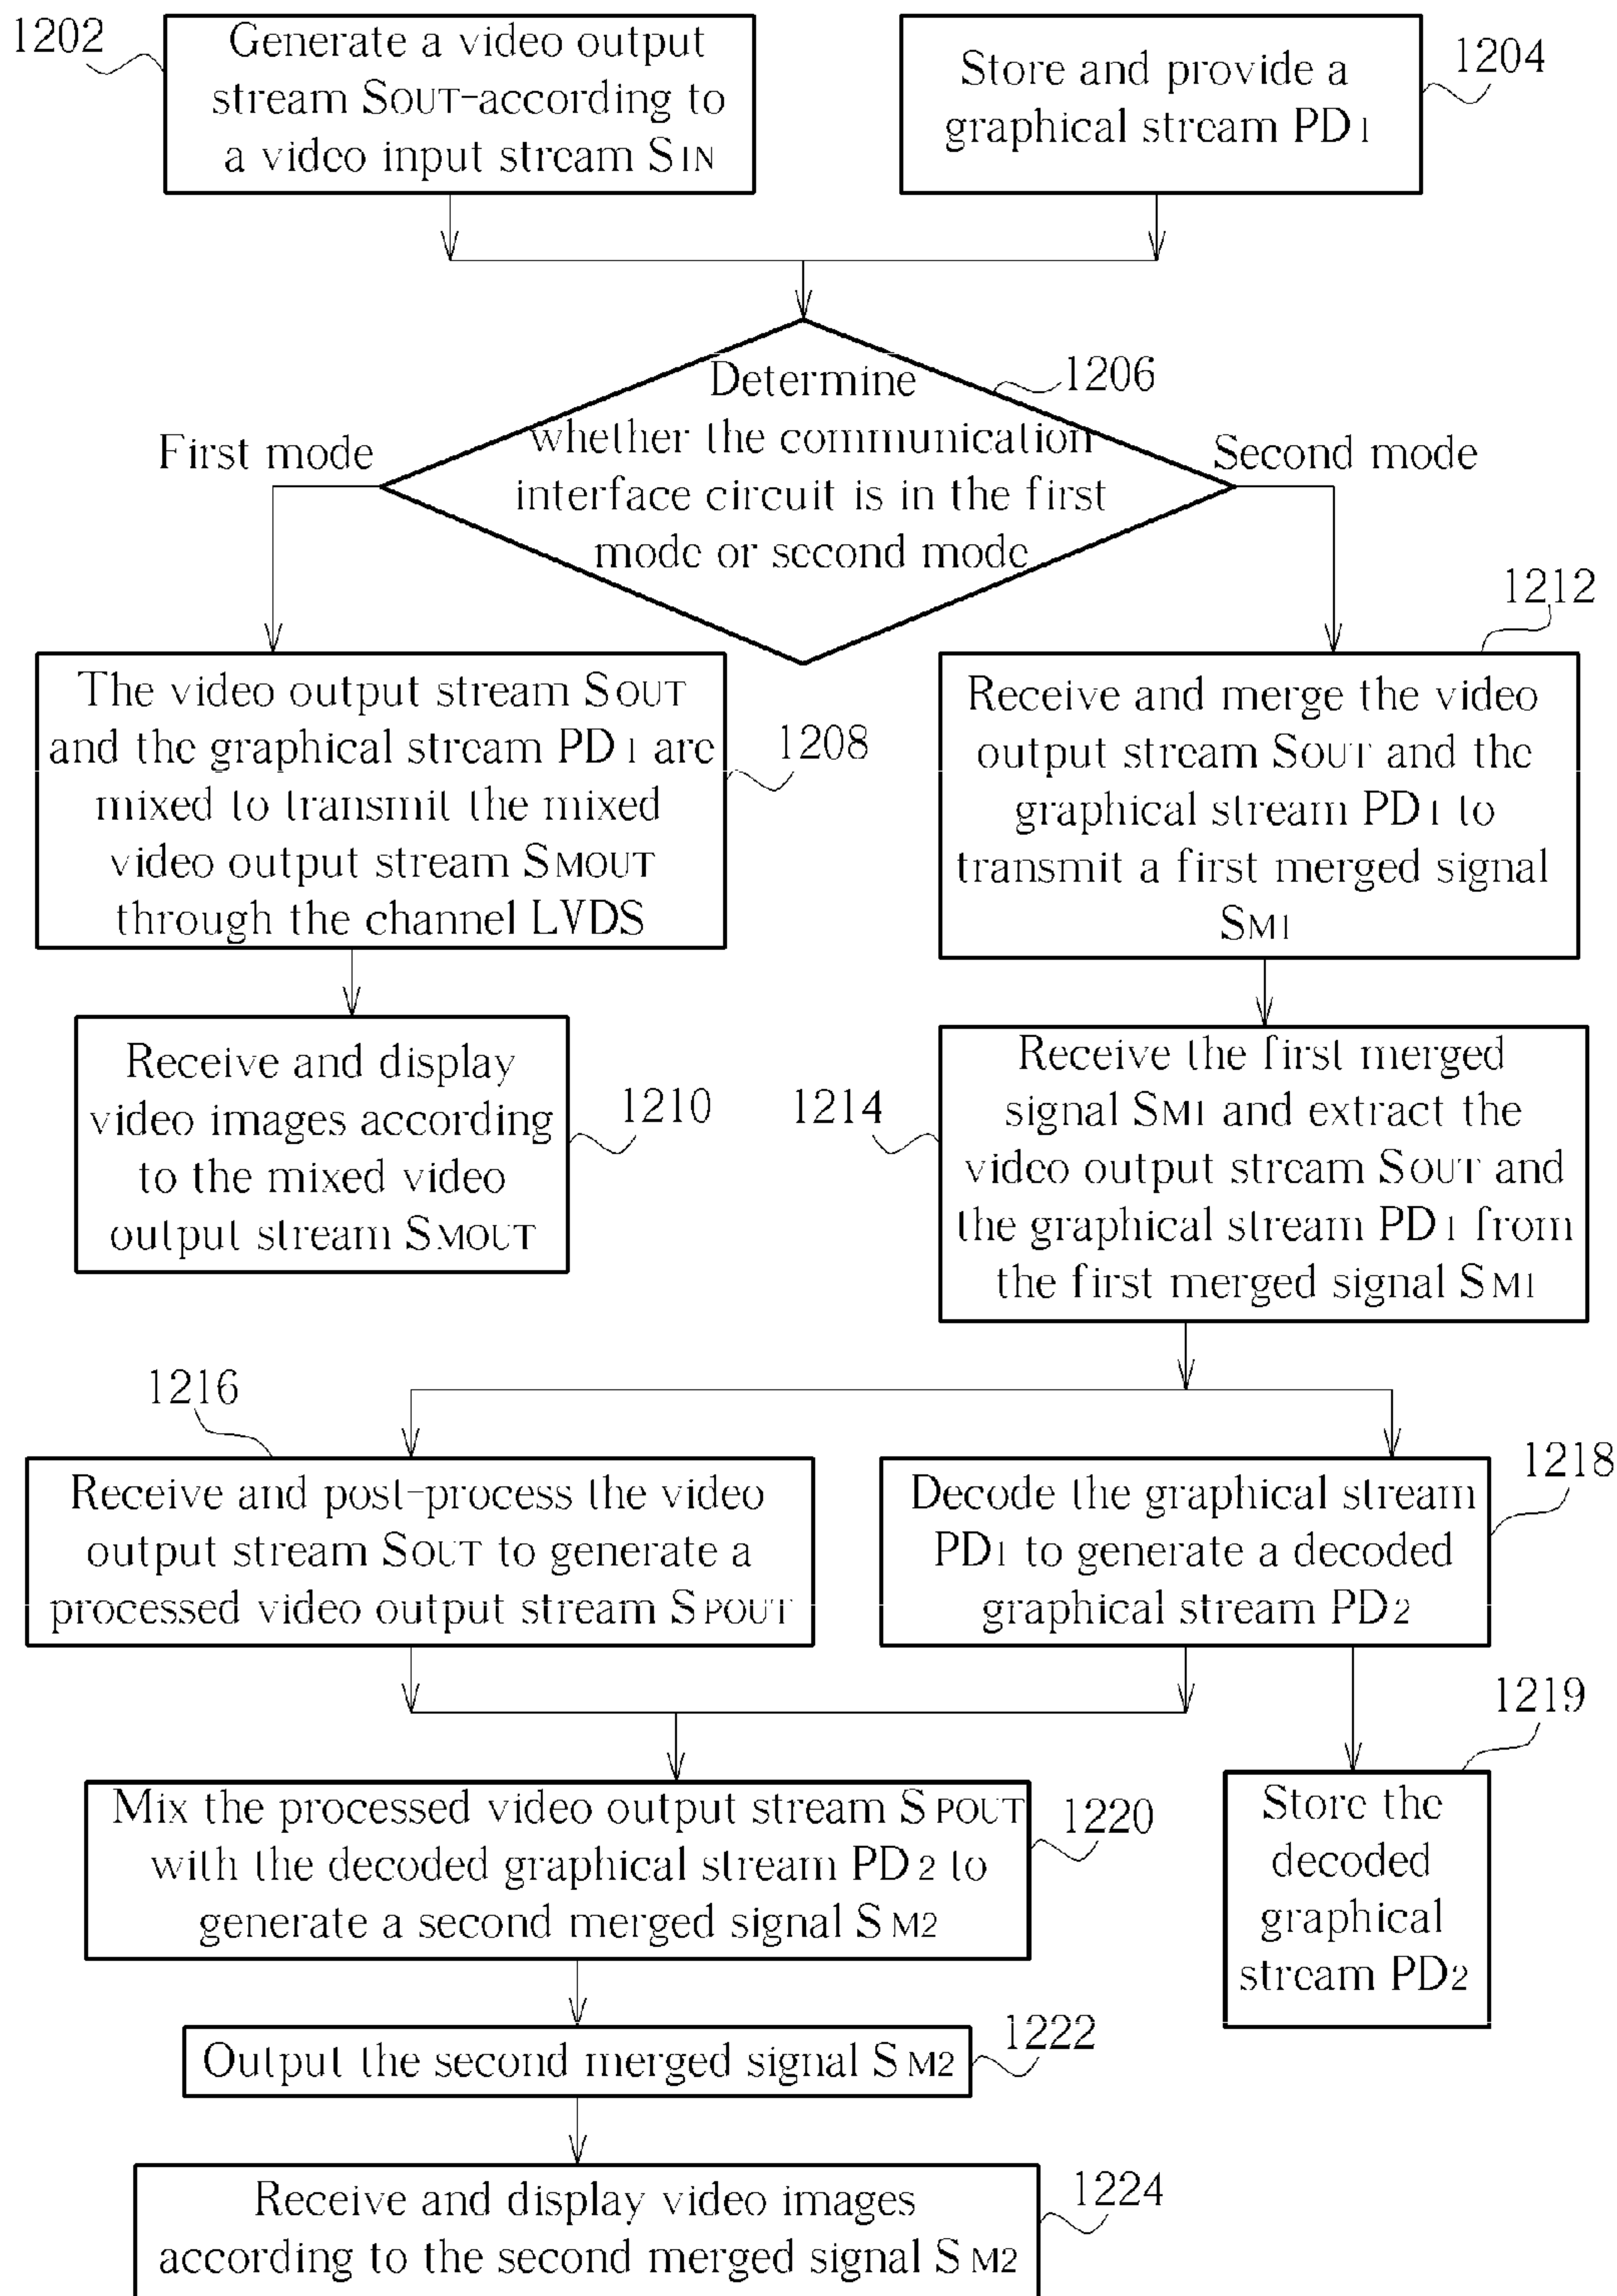 1202
Generate a video output
stream SOUT-according to
a video input stream SIN
Store and provide a
graphical stream PD1
1204
Determine
whether the communication
interface circuit is in the first
mode or second mode
1206
First mode
Second mode
The video output stream SOUT
and the graphical stream PD1 are
mixed to transmit the mixed
video output stream SMOUT
through the channel LVDS
1208
1212
Receive and merge the video
output stream SOUT and the
graphical stream PD1 to
transmit a first merged signal
SM1
Receive and display
video images according
to the mixed video
output stream SMOUT
1210
1214
Receive the first merged
signal SM1 and extract the
video output stream SOUT and
the graphical stream PD1 from
the first merged signal SM1
1216
Receive and post-process the video
output stream SOUT to generate a
processed video output stream SPOUT
Decode the graphical stream
PD1 to generate a decoded
graphical stream PD2
1218
1219
Mix the processed video output stream SPOUT
with the decoded graphical stream PD2 to
generate a second merged signal SM2
1220
Store the
decoded
graphical
stream PD2
Output the second merged signal SM2
1222
Receive and display video images
according to the second merged signal SM2
1224